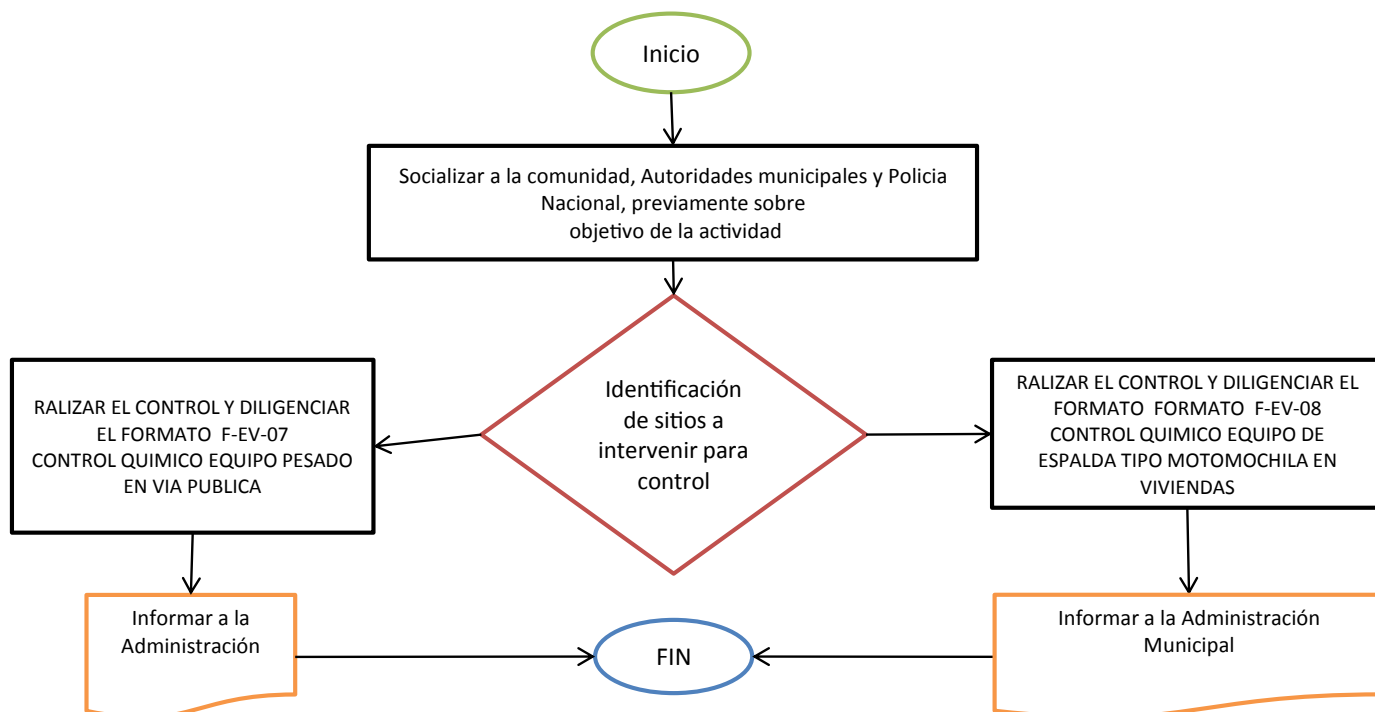 Inicio
Socializar a la comunidad, Autoridades municipales y Policia
Nacional, previamente sobre
objetivo de la actividad
Identificación
de sitios a
intervenir para
control
RALIZAR EL CONTROL Y DILIGENCIAR
EL FORMATO F-EV-07
CONTROL QUIMICO EQUIPO PESADO
EN VIA PUBLICA
RALIZAR EL CONTROL Y DILIGENCIAR EL
FORMATO FORMATO F-EV-08
CONTROL QUIMICO EQUIPO DE
ESPALDA TIPO MOTOMOCHILA EN
VIVIENDAS
Informar a la
Administración
FIN
Informar a la Administración
Municipal